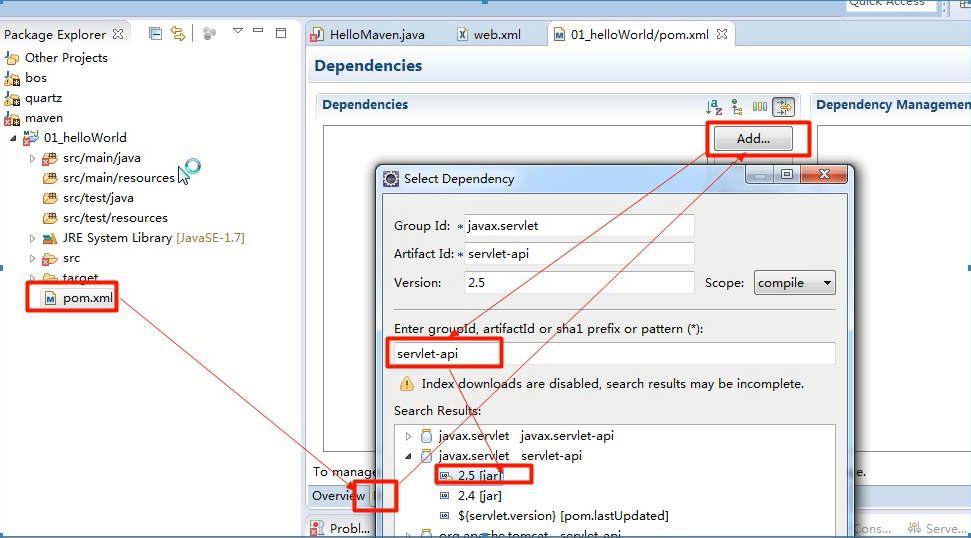 Quick Access
Package Explorer
Other Projects
bos
quartz
maven
01_helloWorld
src/main/java
src/main/resources
src/test/java
src/test/resources
JRE System Library [JavaSE-1.7]
src
target
pom.xml
HelloMaven.java
web.xml
01_helloWorld/pom.xml
Dependencies
Dependencies
Dependency Managemen
Add...
Select Dependency
Group Id: * javax.servlet
Artifact Id: * servlet-api
Version: 2.5 Scope: compile
Enter groupId, artifactId or sha1 prefix or pattern (*):
servlet-api
Index downloads are disabled, search results may be incomplete.
Search Results:
javax.servlet javax.servlet-api
javax.servlet servlet-api
2.5 [jar]
2.4 [jar]
${servlet.version} [pom.lastUpdated]
org.apache.tomcat servlet-api
To manage
e.
Overview
Probl...
Cons...
Serve...